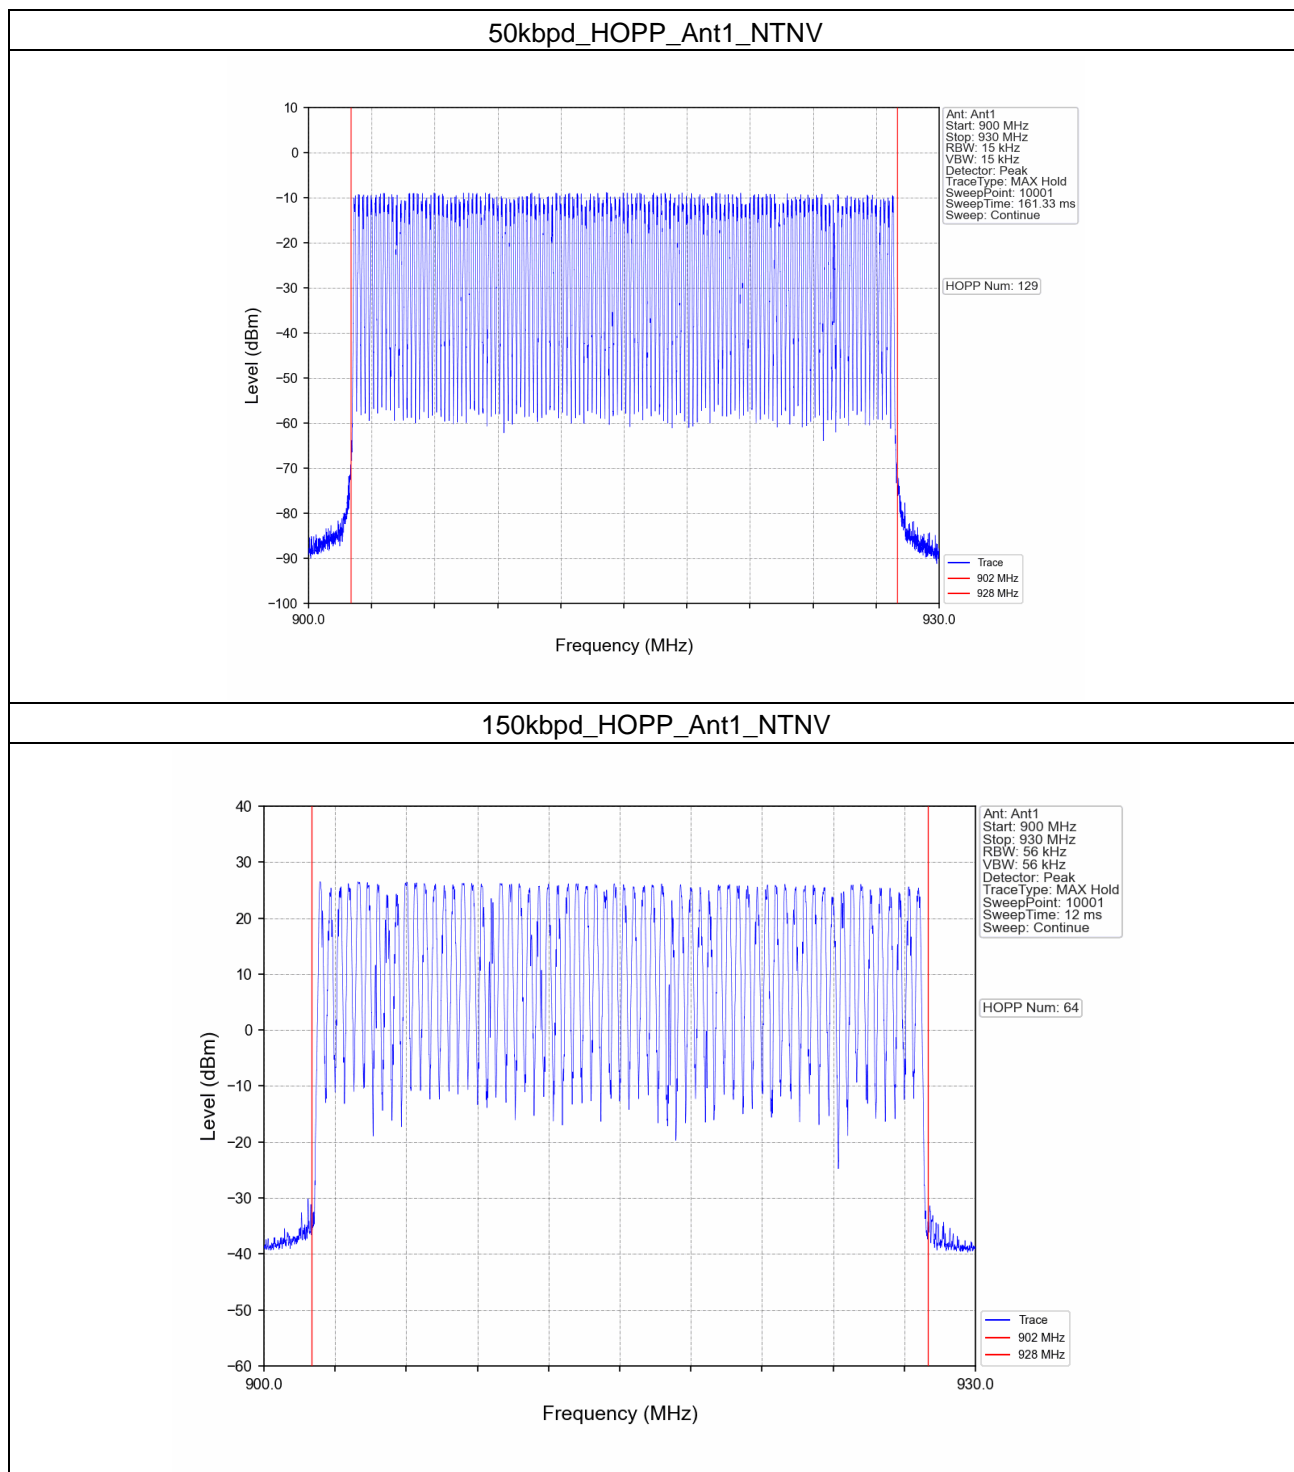 50kbpd_HOPP_Ant1_NTNV
10
0
−10
−20
−30
−40
−50
−60
−70
−80
−90
−100
Level (dBm)
900.0
930.0
Frequency (MHz)
Ant: Ant1
Start: 900 MHz
Stop: 930 MHz
RBW: 15 kHz
VBW: 15 kHz
Detector: Peak
TraceType: MAX Hold
SweepPoint: 10001
SweepTime: 161.33 ms
Sweep: Continue
HOPP Num: 129
Trace
902 MHz
928 MHz
150kbpd_HOPP_Ant1_NTNV
40
30
20
10
0
−10
−20
−30
−40
−50
−60
Level (dBm)
900.0
930.0
Frequency (MHz)
Ant: Ant1
Start: 900 MHz
Stop: 930 MHz
RBW: 56 kHz
VBW: 56 kHz
Detector: Peak
TraceType: MAX Hold
SweepPoint: 10001
SweepTime: 12 ms
Sweep: Continue
HOPP Num: 64
Trace
902 MHz
928 MHz